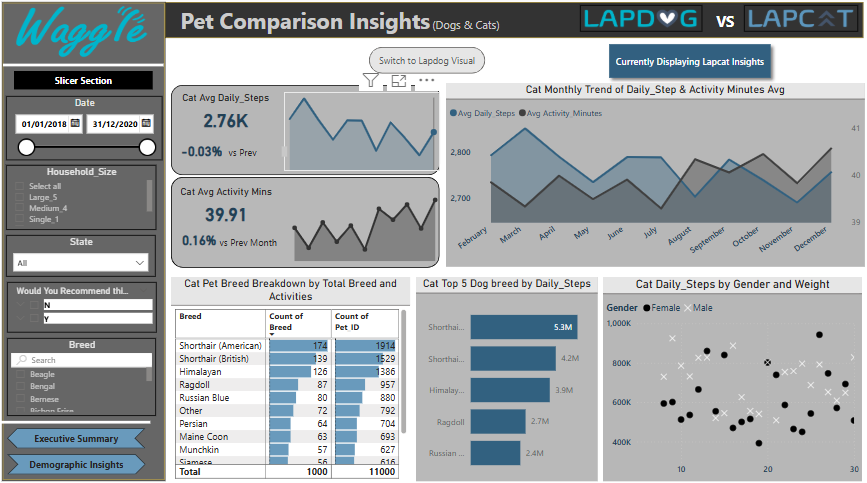 Waggle
Pet Comparison Insights (Dogs & Cats)
LAPDOG VS LAPCAT
Switch to Lapdog Visual
Currently Displaying Lapcat Insights
Slicer Section
Date
01/01/2018 31/12/2020
Household_Size
Select all
Large_5
Medium_4
Single_1
State
All
Would You Recommend thi...
N
Y
Breed
Search
Beagle
Bengal
Bernese
Bichon Frise
Executive Summary
Demographic Insights
Cat Avg Daily_Steps
2.76K
-0.03% vs Prev
Cat Avg Activity Mins
39.91
0.16% vs Prev Month
Cat Monthly Trend of Daily_Step & Activity Minutes Avg
Avg Daily_Steps Avg Activity_Minutes
2,800
2,700
41
40
39
February March April May June July August September October November December
Cat Pet Breed Breakdown by Total Breed and
Activities
Breed Count of Breed Count of Pet_ID
Shorthair (American) 174 1914
Shorthair (British) 139 1529
Himalayan 126 1386
Ragdoll 87 957
Russian Blue 80 880
Other 72 792
Persian 64 704
Maine Coon 63 693
Munchkin 57 627
Siamese 56 616
Total 1000 11000
Cat Top 5 Dog breed by Daily_Steps
Shorthai... 5.3M
Shorthai... 4.2M
Himalay... 3.9M
Ragdoll 2.7M
Russian ... 2.4M
Cat Daily_Steps by Gender and Weight
Gender Female Male
1,000K
800K
600K
400K
10 20 30